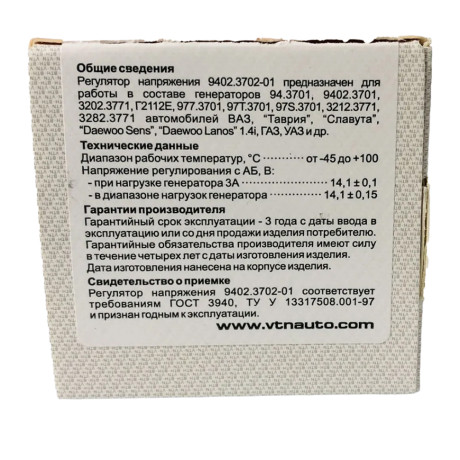 Общие сведения
Регулятор напряжения 9402.3702-01 предназначен для
работы в составе генераторов 94.3701, 9402.3701,
3202.3771, Г2112Е, 977.3701, 97Т.3701, 97S.3701, 3212.3771,
3282.3771 автомобилей ВАЗ, "Таврия", "Славута",
"Daewoo Sens", "Daewoo Lanos" 1.4i, ГАЗ, УАЗ и др.
Технические данные
Диапазон рабочих температур, °С ............ от -45 до +100
Напряжение регулирования с АБ, В:
- при нагрузке генератора 3А ........................ 14,1 ± 0,1
- в диапазоне нагрузок генератора ............... 14,1 ± 0,15
Гарантии производителя
Гарантийный срок эксплуатации - 3 года с даты ввода в
эксплуатацию или со дня продажи изделия потребителю.
Гарантийные обязательства производителя имеют силу
в течение четырех лет с даты изготовления изделия.
Дата изготовления нанесена на корпусе изделия.
Свидетельство о приемке
Регулятор напряжения 9402.3702-01 соответствует
требованиям ГОСТ 3940, ТУ У 13317508.001-97
и признан годным к эксплуатации.
www.vtnauto.com